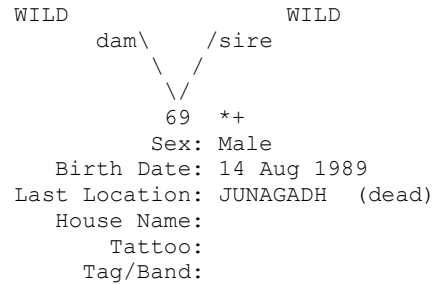 WILD WILD
dam\ /sire
\ /
\/
69 *+
Sex: Male
Birth Date: 14 Aug 1989
Last Location: JUNAGADH (dead)
House Name:
Tattoo:
Tag/Band: